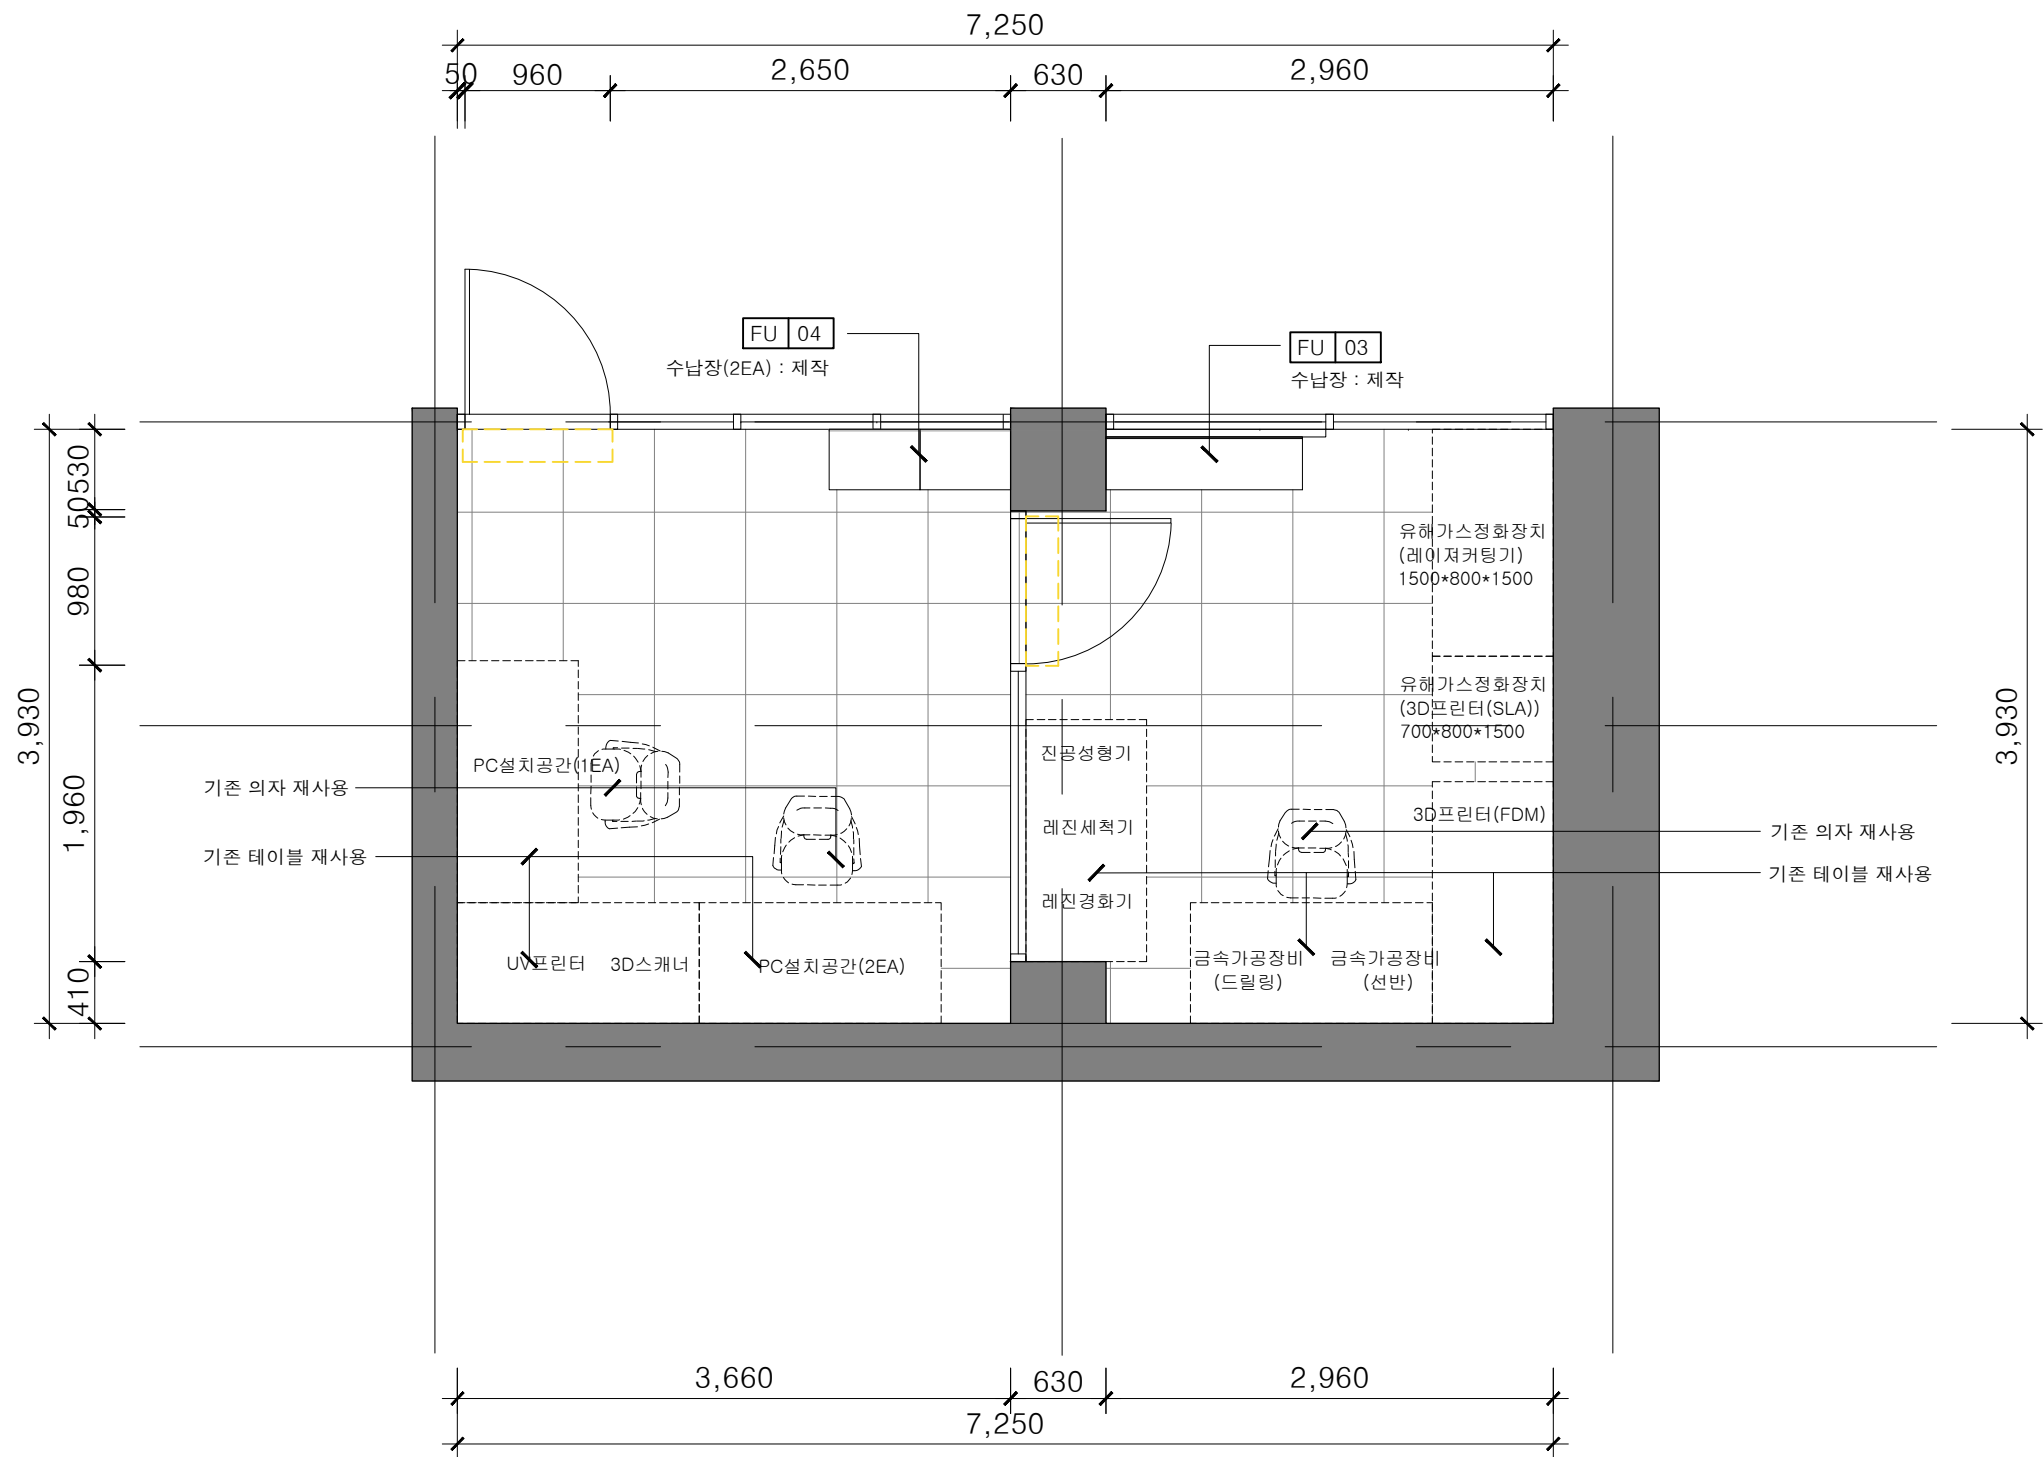 7,250
50
960
2,650
630
2,960
FU 04
수납장(2EA) : 제작
FU 03
수납장 : 제작
530
50
980
1,960
410
3,930
3,930
유해가스정화장치
(레이져커팅기)
1500*800*1500
유해가스정화장치
(3D프린터(SLA))
700*800*1500
3D프린터(FDM)
진공성형기
레진세척기
레진경화기
PC설치공간(1EA)
기존 의자 재사용
기존 테이블 재사용
기존 의자 재사용
기존 테이블 재사용
UV프린터
3D스캐너
PC설치공간(2EA)
금속가공장비
(드릴링)
금속가공장비
(선반)
3,660
630
2,960
7,250